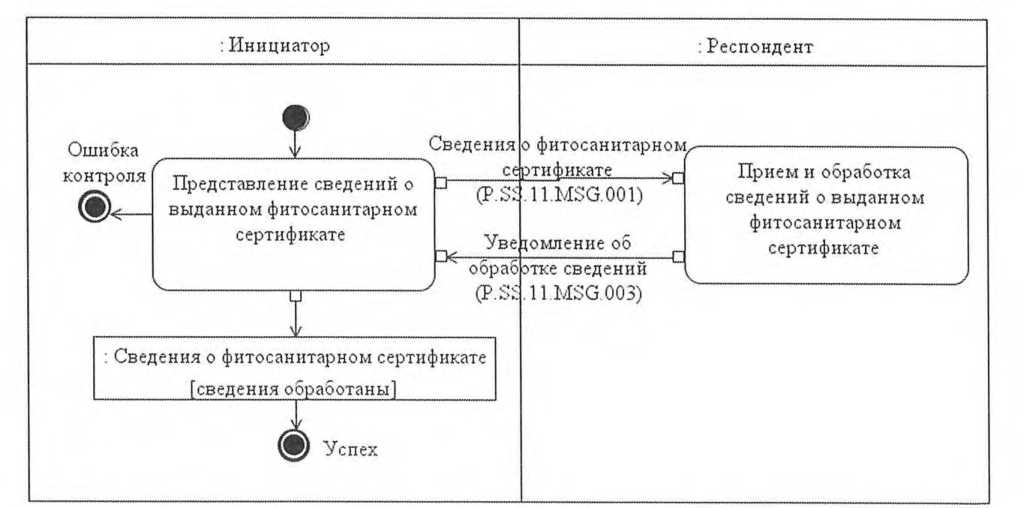 : Инициатор
: Респондент
Ошибка
контроля
Представление сведений о
выданном фитосанитарном
сертификате
Сведения о фитосанитарном
сертификате
(P.SS.11.MSG.001)
Прием и обработка
сведений о выданном
фитосанитарном
сертификате
Уведомление об
обработке сведений
(P.SS.11.MSG.003)
: Сведения о фитосанитарном сертификате
[сведения обработаны]
Успех